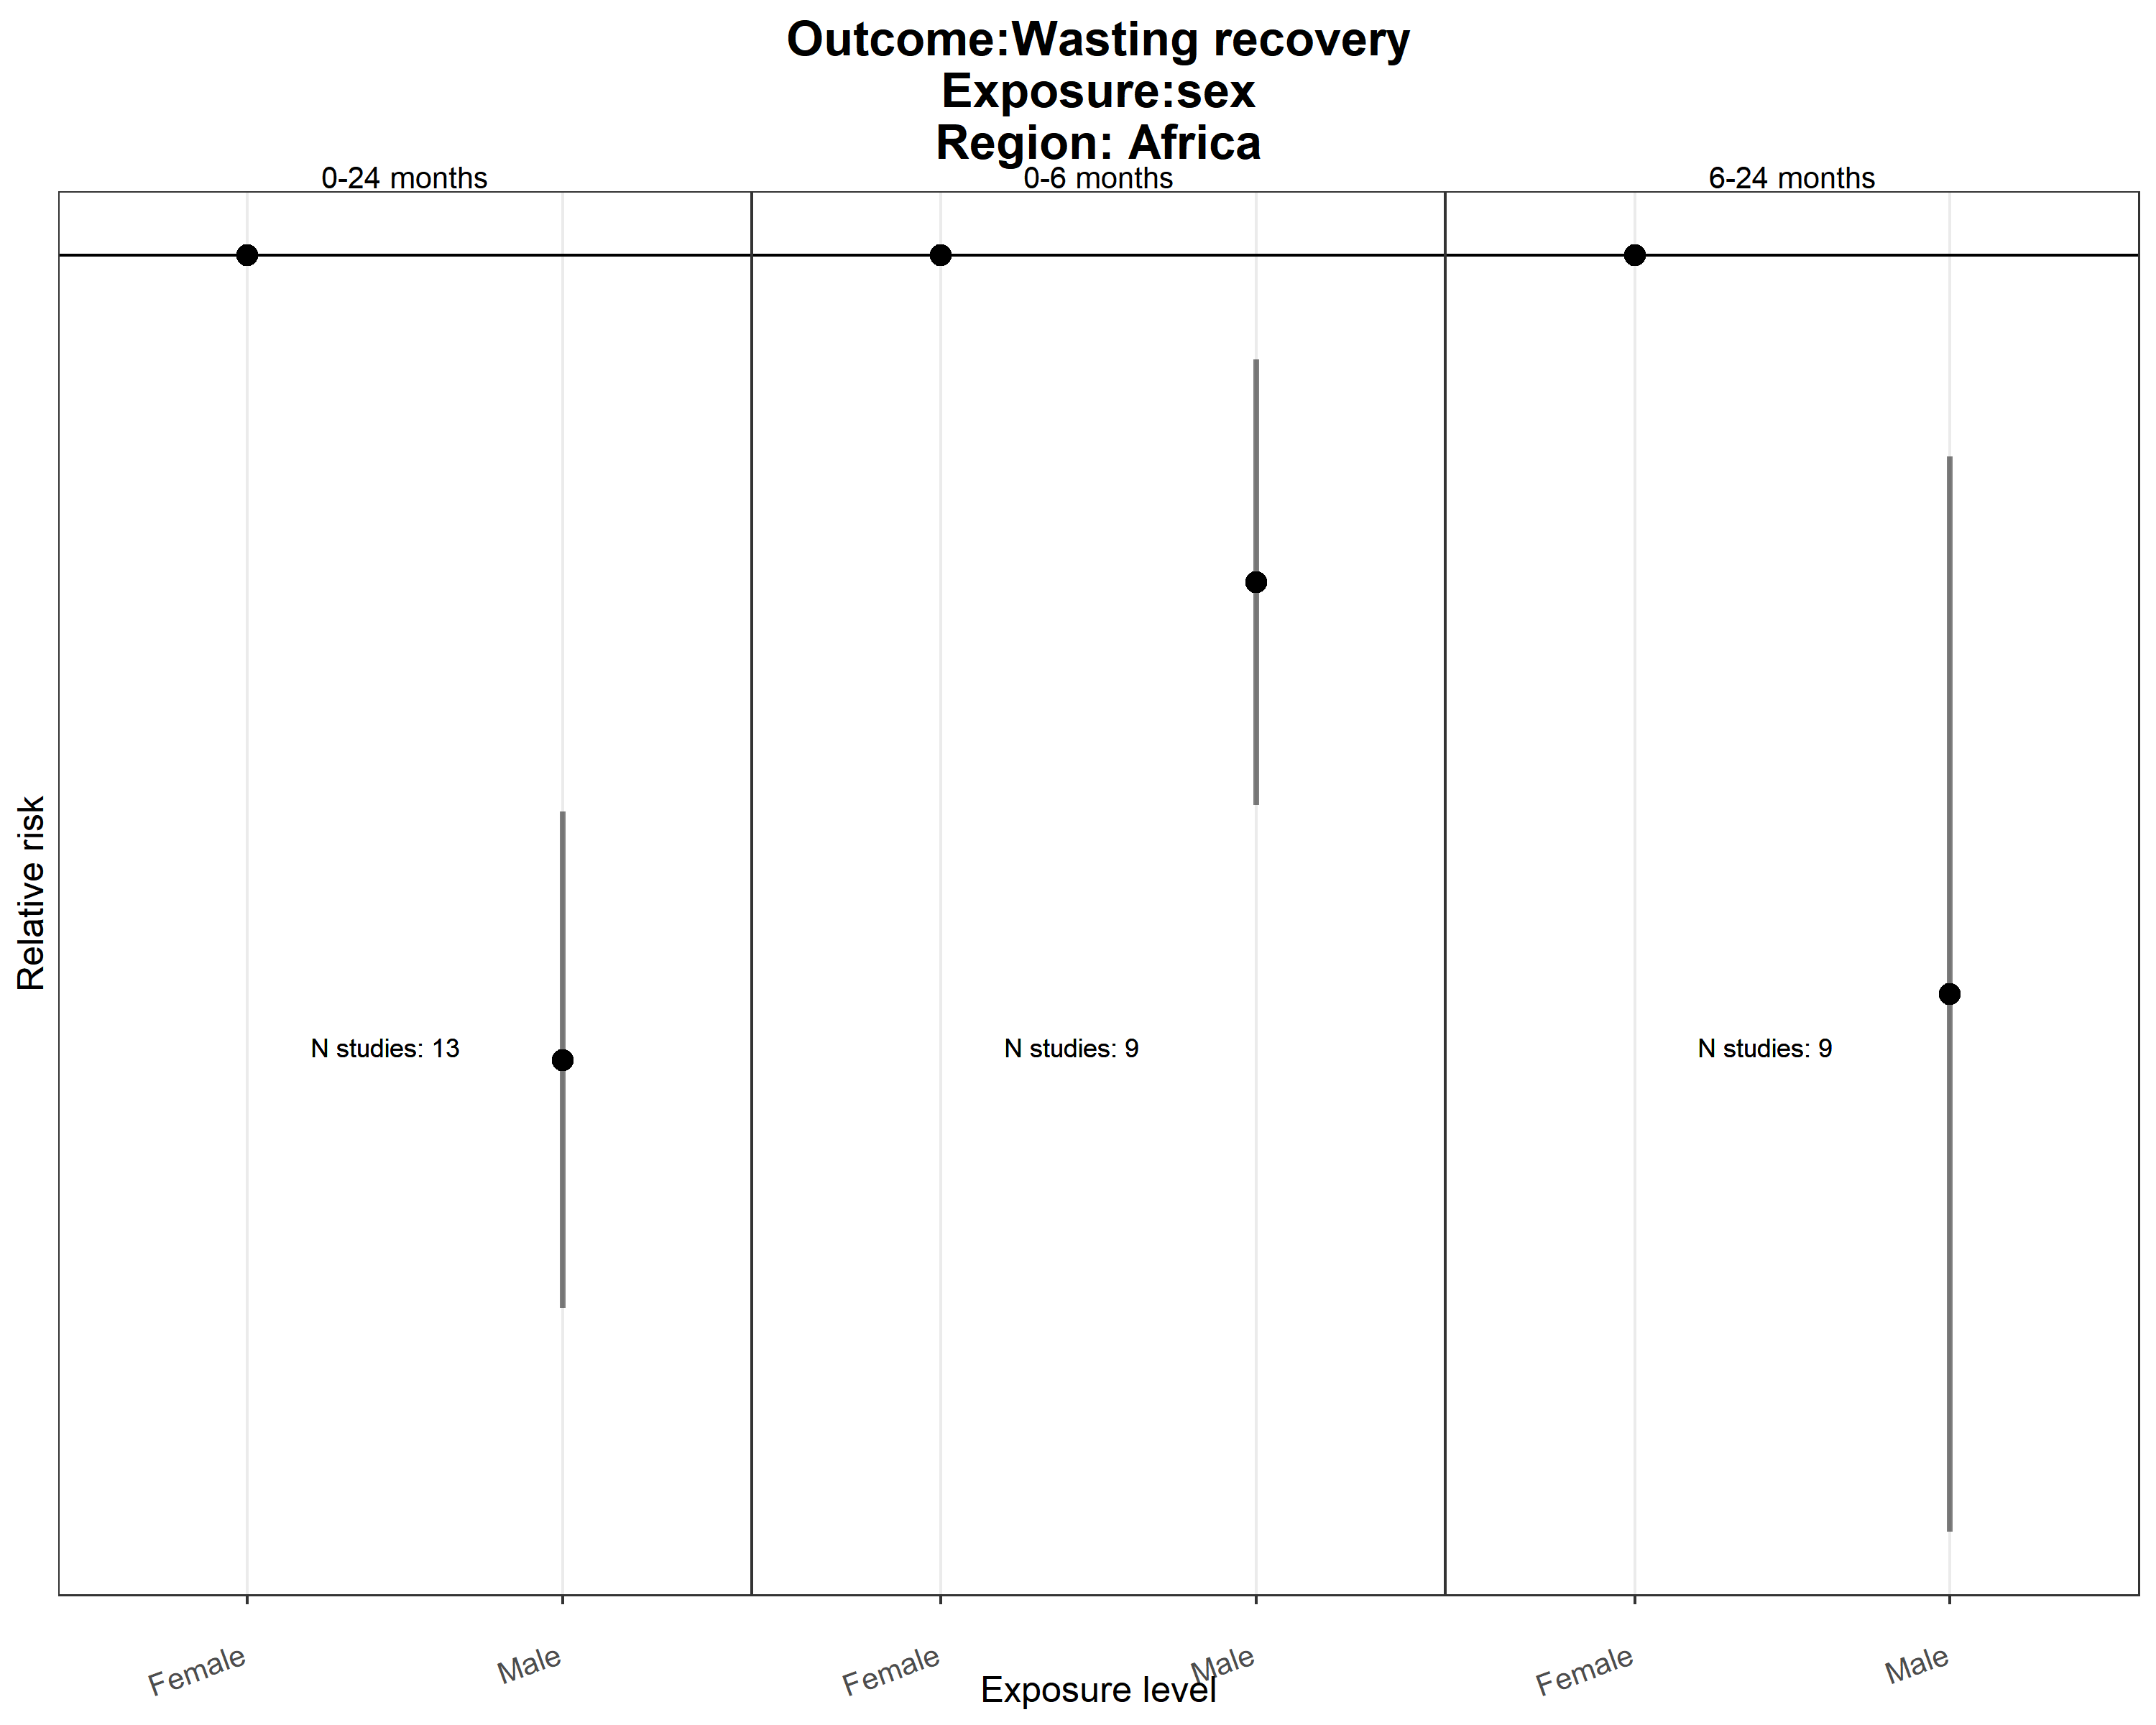 Outcome:Wasting recovery
Exposure:sex
Region: Africa
0-24 months
0-6 months
6-24 months
Relative risk
N studies: 13
N studies: 9
N studies: 9
Female
Male
Female
Male
Female
Male
Exposure level